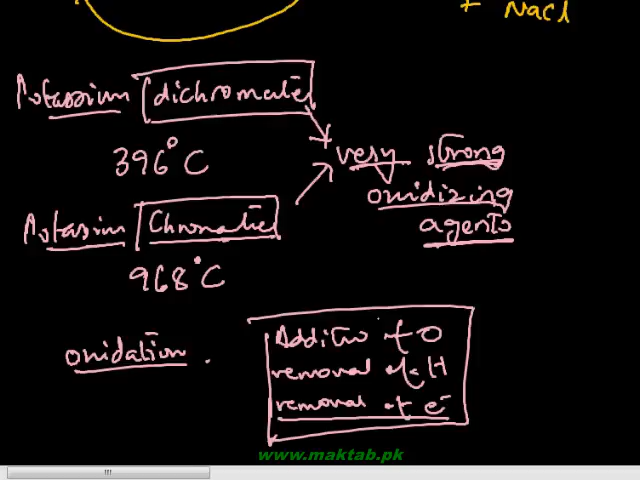 + NaCl
Potassium dichromate
396°C
very strong
oxidizing
agents
Potassium Chromate
968°C
oxidation .
Addition of O
removal of H
removal of e⁻
www.maktab.pk